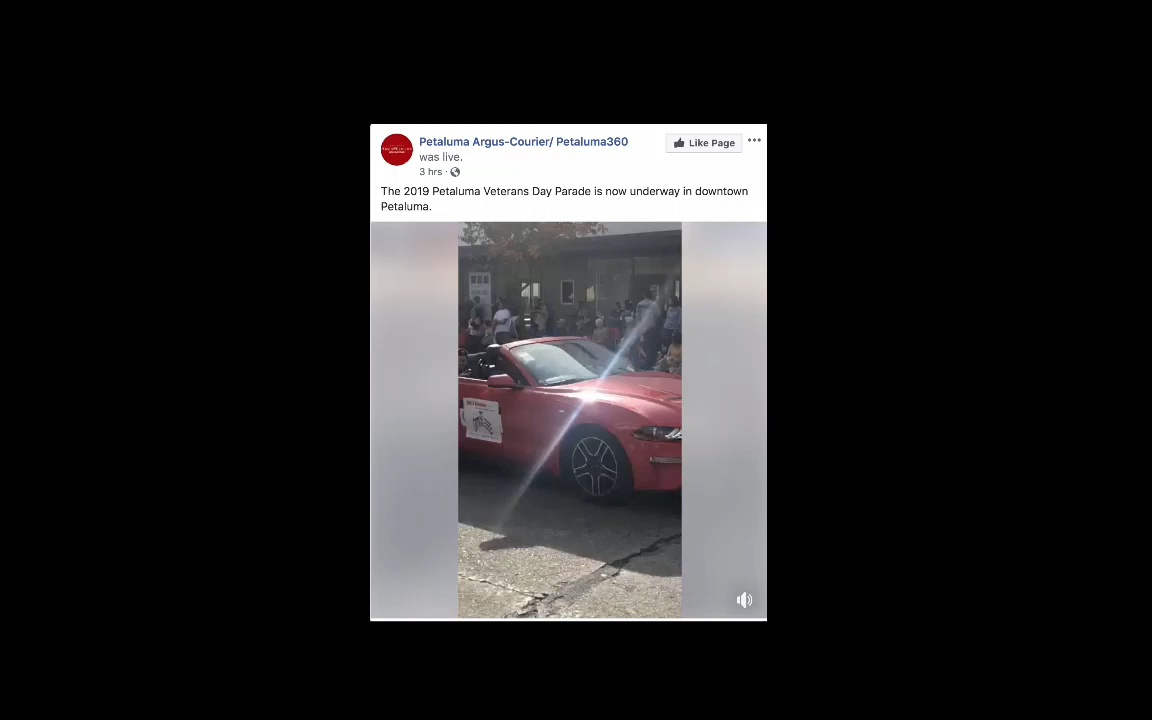 Petaluma Argus-Courier/ Petaluma360
Like Page
was live.
3 hrs
The 2019 Petaluma Veterans Day Parade is now underway in downtown
Petaluma.